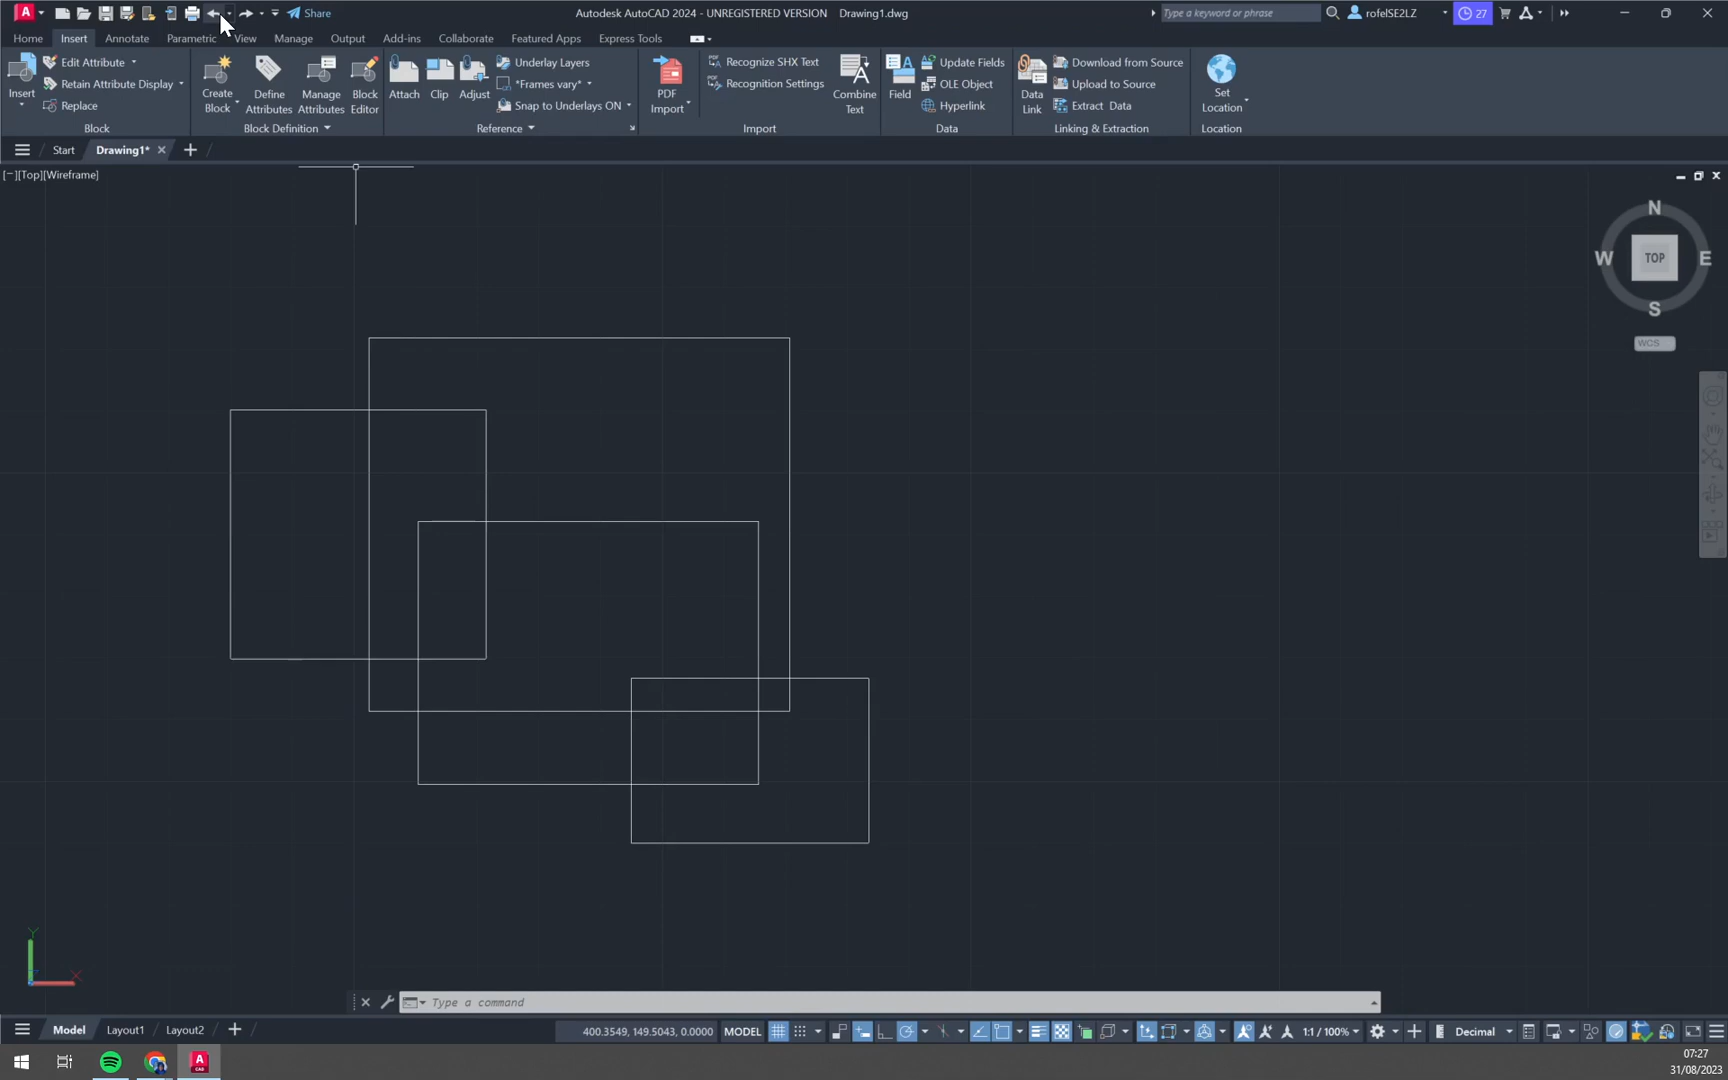 A CAD
Share
Autodesk AutoCAD 2024 - UNREGISTERED VERSION Drawing1.dwg
Type a keyword or phrase
rofelSE2LZ
27
Home Insert Annotate Parametric View Manage Output Add-ins Collaborate Featured Apps Express Tools
Insert
Edit Attribute
Retain Attribute Display
Replace
Block
Create Block
Define Attributes
Manage Attributes
Block Editor
Block Definition
Attach
Clip
Adjust
Underlay Layers
*Frames vary*
Snap to Underlays ON
Reference
PDF Import
Recognize SHX Text
Recognition Settings
Combine Text
Import
Field
Update Fields
OLE Object
Hyperlink
Data
Data Link
Download from Source
Upload to Source
Extract Data
Linking & Extraction
Set Location
Location
Start
Drawing1*
[−][Top][Wireframe]
N
W TOP E
S
WCS
Y
X
Type a command
Model Layout1 Layout2
400.3549, 149.5043, 0.0000 MODEL
1:1 / 100%
Decimal
A CAD
07:27
31/08/2023